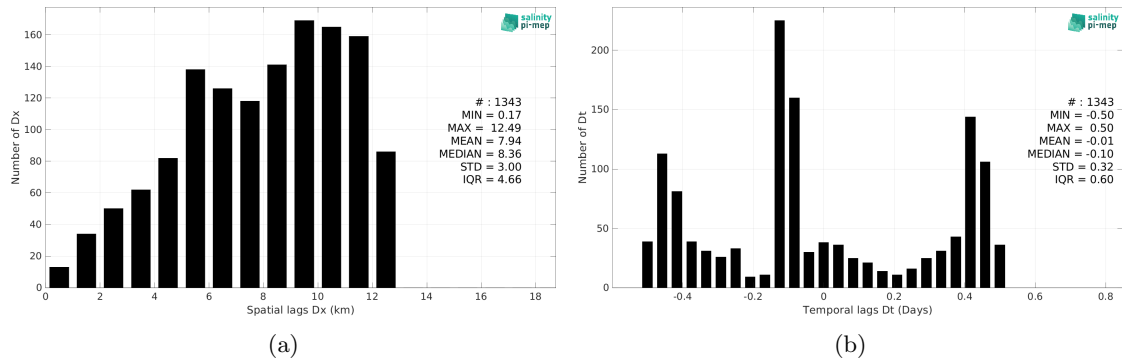 salinity
pi-mep
160
140
120
100
80
60
40
20
0
Number of Dx
# : 1343
MIN = 0.17
MAX = 12.49
MEAN = 7.94
MEDIAN = 8.36
STD = 3.00
IQR = 4.66
0 2 4 6 8 10 12 14 16 18
Spatial lags Dx (km)
(a)
salinity
pi-mep
200
150
100
50
0
Number of Dt
# : 1343
MIN = -0.50
MAX = 0.50
MEAN = -0.01
MEDIAN = -0.10
STD = 0.32
IQR = 0.60
-0.4 -0.2 0 0.2 0.4 0.6 0.8
Temporal lags Dt (Days)
(b)